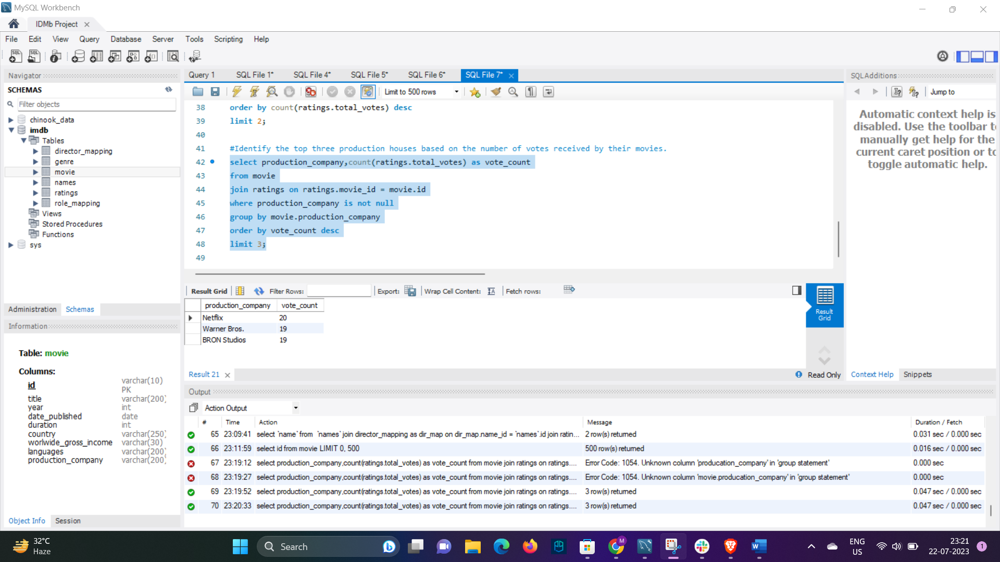 MySQL Workbench
IDMb Project
File Edit View Query Database Server Tools Scripting Help
Navigator
SCHEMAS
Filter objects
chinook_data
imdb
Tables
director_mapping
genre
movie
names
ratings
role_mapping
Views
Stored Procedures
Functions
sys
Administration Schemas
Information
Table: movie
Columns:
id varchar(10) PK
title varchar(200)
year int
date_published date
duration int
country varchar(250)
worlwide_gross_income varchar(30)
languages varchar(200)
production_company varchar(200)
Object Info Session
Query 1 SQL File 1* SQL File 4* SQL File 5* SQL File 6* SQL File 7*
Limit to 500 rows
38 order by count(ratings.total_votes) desc
39 limit 2;
40
41 #Identify the top three production houses based on the number of votes received by their movies.
42 select production_company,count(ratings.total_votes) as vote_count
43 from movie
44 join ratings on ratings.movie_id = movie.id
45 where production_company is not null
46 group by movie.production_company
47 order by vote_count desc
48 limit 3;
49
Result Grid Filter Rows: Export: Wrap Cell Content: Fetch rows:
production_company vote_count
Netflix 20
Warner Bros. 19
BRON Studios 19
Result Grid
Result 21
Read Only
SQLAdditions
Jump to
Automatic context help is
disabled. Use the toolbar t
manually get help for the
current caret position or to
toggle automatic help.
Context Help Snippets
Output
Action Output
# Time Action Message Duration / Fetch
65 23:09:41 select `name` from `names` join director_mapping as dir_map on dir_map.name_id = `names`.id join ratin... 2 row(s) returned 0.031 sec / 0.000 sec
66 23:11:59 select id from movie LIMIT 0, 500 500 row(s) returned 0.016 sec / 0.000 sec
67 23:19:12 select production_company,count(ratings.total_votes) as vote_count from movie join ratings on ratings.... Error Code: 1054. Unknown column 'producation_company' in 'group statement' 0.000 sec
68 23:19:27 select production_company,count(ratings.total_votes) as vote_count from movie join ratings on ratings.... Error Code: 1054. Unknown column 'movie.producation_company' in 'group statement' 0.000 sec
69 23:19:52 select production_company,count(ratings.total_votes) as vote_count from movie join ratings on ratings.... 3 row(s) returned 0.047 sec / 0.000 sec
70 23:20:33 select production_company,count(ratings.total_votes) as vote_count from movie join ratings on ratings.... 3 row(s) returned 0.047 sec / 0.000 sec
32°C
Haze
Search
ENG
US
23:21
22-07-2023
1